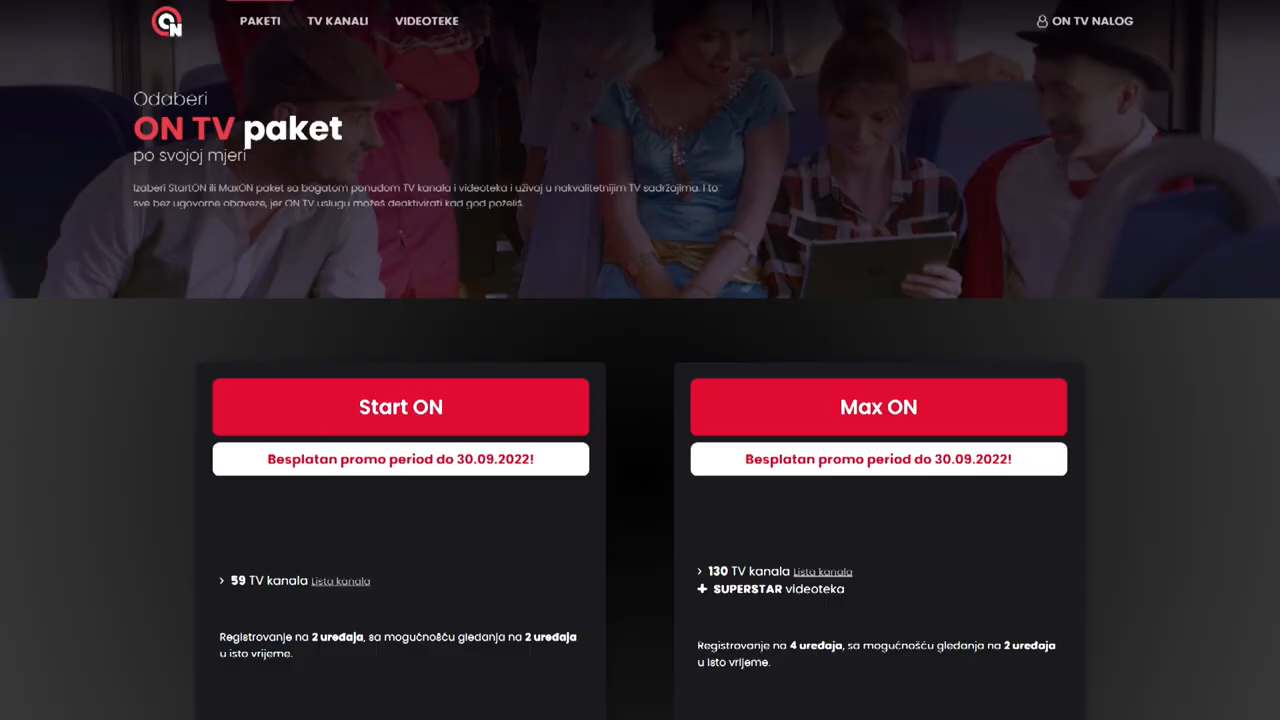 ON
PAKETI
TV KANALI
VIDEOTEKE
ON TV NALOG
Odaberi
ON TV paket
po svojoj mjeri
Izaberi StartON ili MaxON paket sa bogatom ponudom TV kanala i videoteka i uživaj u nakvalitetnijim TV sadržajima. I to
sve bez ugovorne obaveze, jer ON TV uslugu možeš deaktivirati kad god poželiš.
Start ON
Besplatan promo period do 30.09.2022!
› 59 TV kanala Lista kanala
Registrovanje na 2 uređaja, sa mogućnošću gledanja na 2 uređaja
u isto vrijeme.
Max ON
Besplatan promo period do 30.09.2022!
› 130 TV kanala Lista kanala
+ SUPERSTAR videoteka
Registrovanje na 4 uređaja, sa mogućnošću gledanja na 2 uređaja
u isto vrijeme.